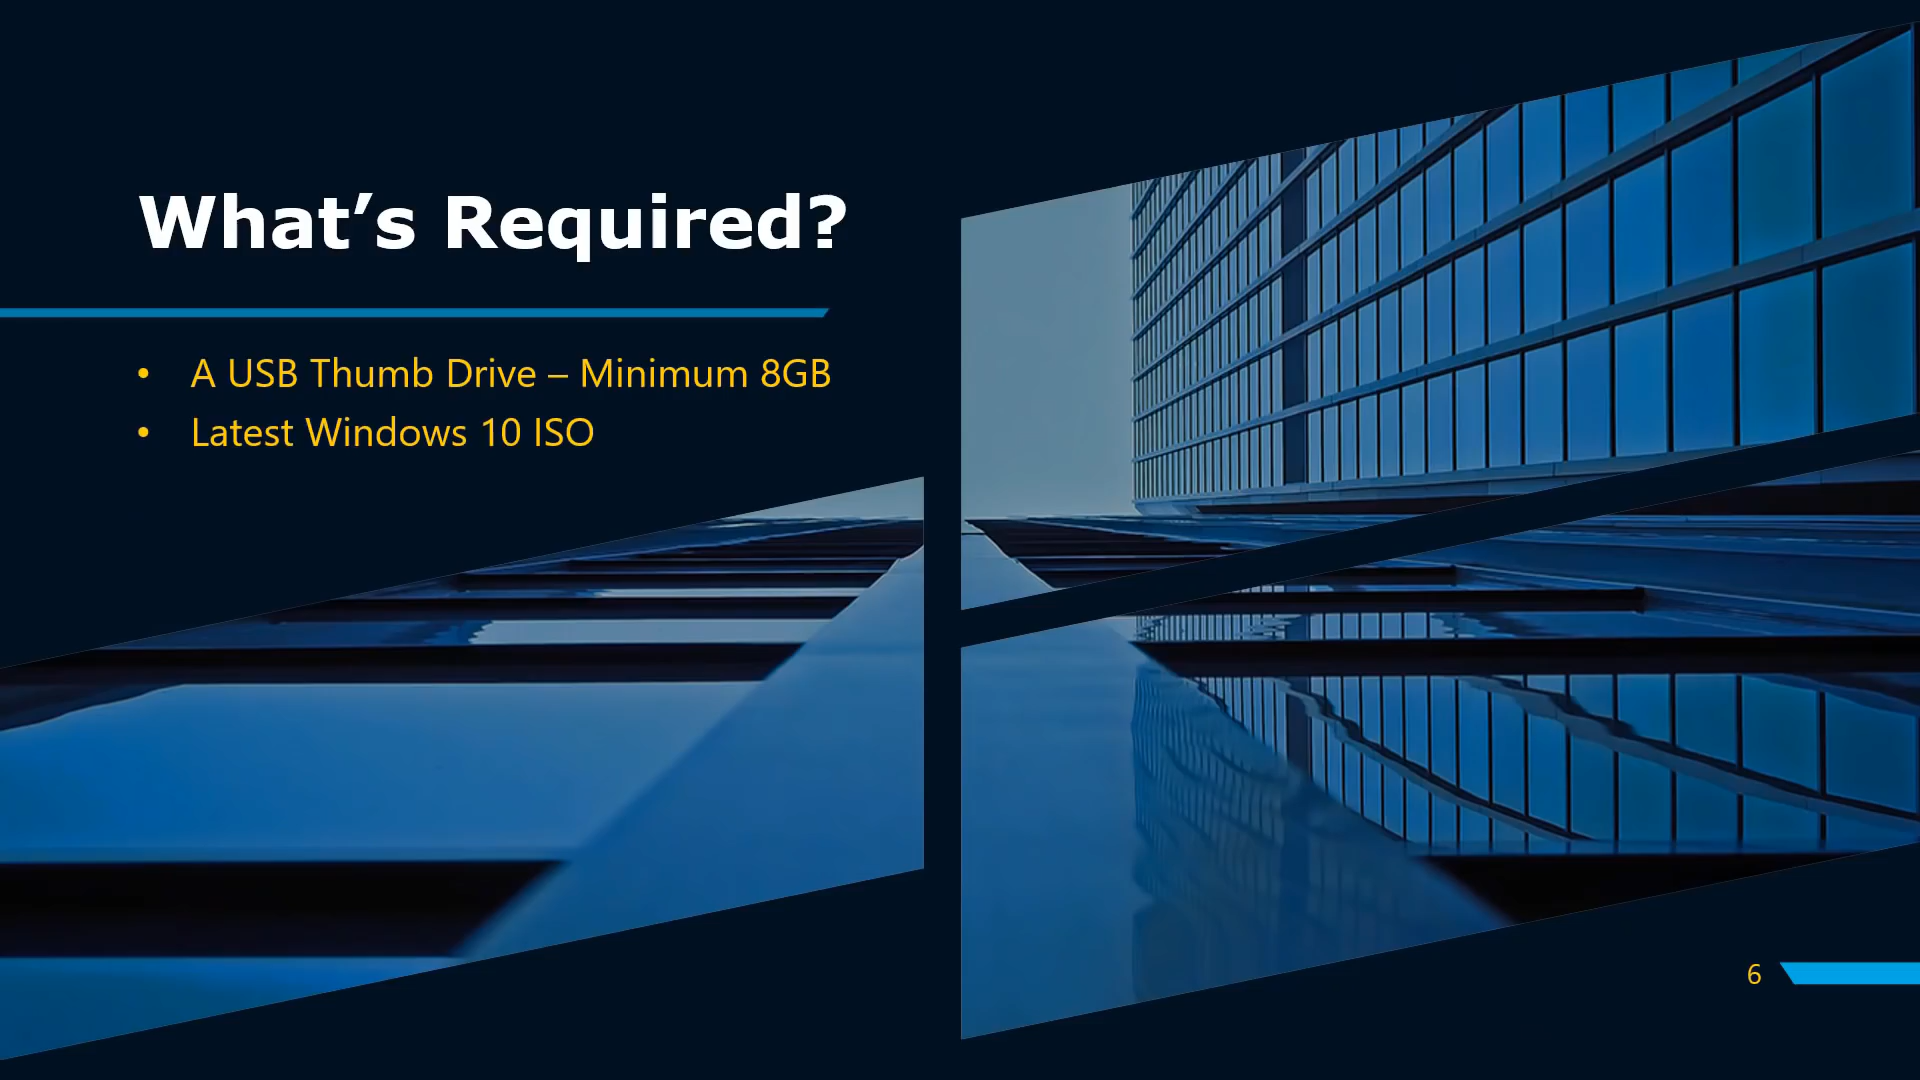 What’s Required?
• A USB Thumb Drive – Minimum 8GB
• Latest Windows 10 ISO
6